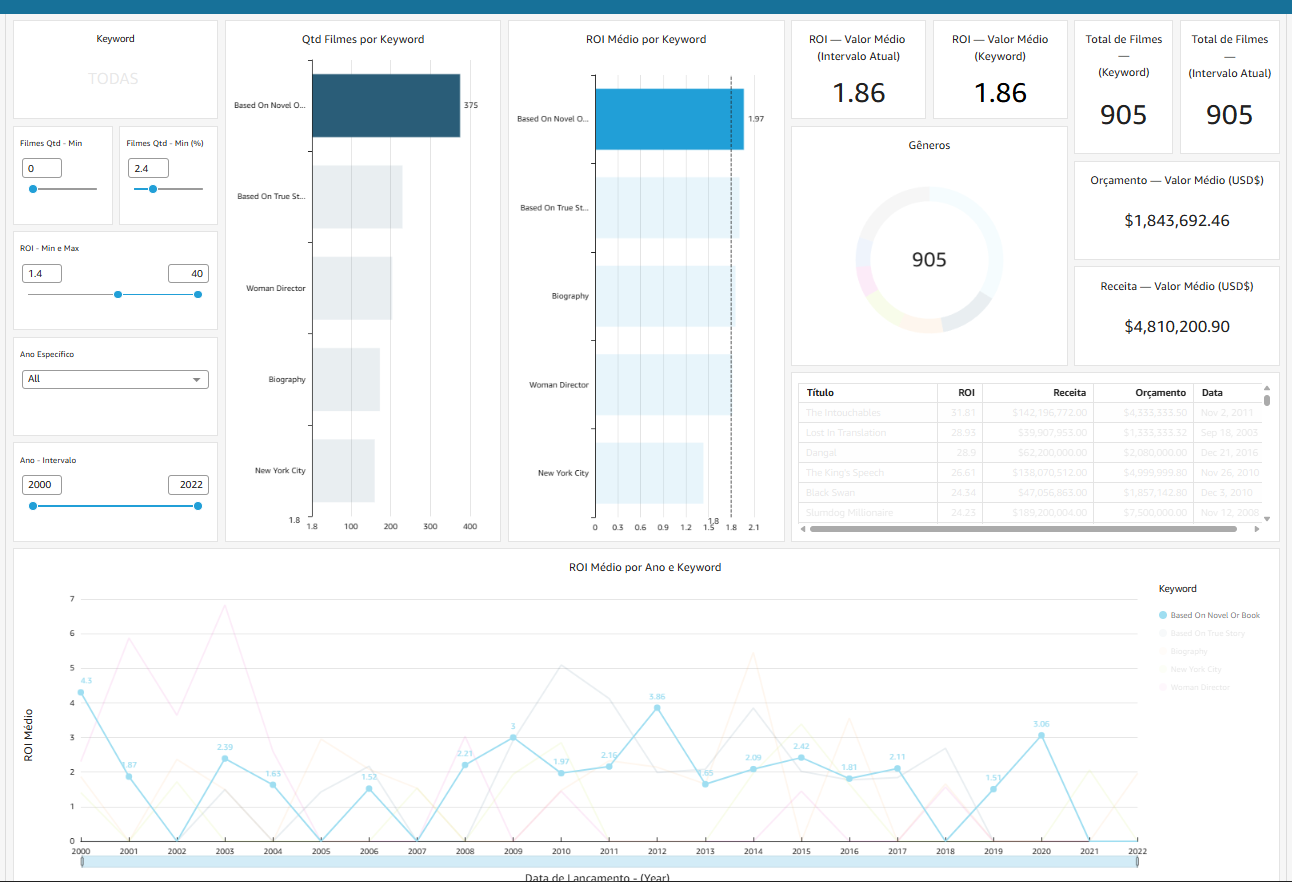 Keyword
TODAS
Filmes Qtd - Min
0
Filmes Qtd - Min (%)
2.4
ROI - Min e Max
1.4
40
Ano Específico
All
Ano - Intervalo
2000
2022
Qtd Filmes por Keyword
Based On Novel O...
375
Based On True St...
Woman Director
Biography
New York City
1.8
1.8 100 200 300 400
ROI Médio por Keyword
Based On Novel O...
1.97
Based On True St...
Biography
Woman Director
New York City
1.8
0 0.3 0.6 0.9 1.2 1.5 1.8 2.1
ROI — Valor Médio
(Intervalo Atual)
1.86
ROI — Valor Médio
(Keyword)
1.86
Total de Filmes
—
(Keyword)
905
Total de Filmes
—
(Intervalo Atual)
905
Gêneros
905
Orçamento — Valor Médio (USD$)
$1,843,692.46
Receita — Valor Médio (USD$)
$4,810,200.90
Título ROI Receita Orçamento Data
The Intouchables 31.81 $142,196,772.00 $4,333,333.50 Nov 2, 2011
Lost In Translation 28.93 $39,907,953.00 $1,333,333.32 Sep 18, 2003
Dangal 28.9 $62,200,000.00 $2,080,000.00 Dec 21, 2016
The King's Speech 26.61 $138,070,512.00 $4,999,999.80 Nov 26, 2010
Black Swan 24.34 $47,056,863.00 $1,857,142.80 Dec 3, 2010
Slumdog Millionaire 24.23 $189,200,004.00 $7,500,000.00 Nov 12, 2008
ROI Médio por Ano e Keyword
Keyword
Based On Novel Or Book
Based On True Story
Biography
New York City
Woman Director
ROI Médio
7
6
5
4
3
2
1
0
4.3
1.87
2.39
1.63
1.52
2.21
3
1.97
2.16
3.86
1.65
2.09
2.42
1.81
2.11
1.51
3.06
2000 2001 2002 2003 2004 2005 2006 2007 2008 2009 2010 2011 2012 2013 2014 2015 2016 2017 2018 2019 2020 2021 2022
Data de Lançamento - (Year)